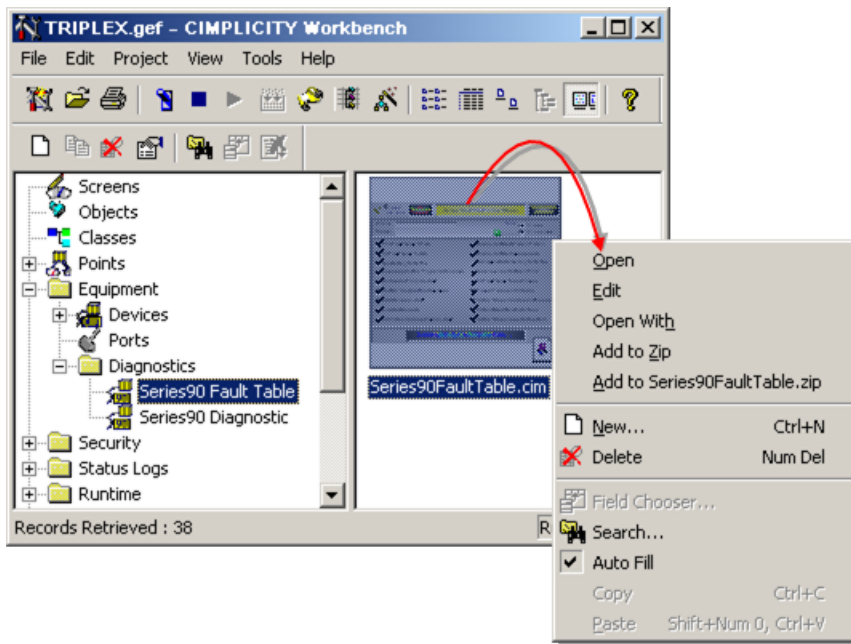 TRIPLEX.gef - CIMPLICITY Workbench
File Edit Project View Tools Help
Screens
Objects
Classes
Points
Equipment
Devices
Ports
Diagnostics
Series90 Fault Table
Series90 Diagnostic
Security
Status Logs
Runtime
Series90FaultTable.cim
Records Retrieved : 38
R
Open
Edit
Open With
Add to Zip
Add to Series90FaultTable.zip
New... Ctrl+N
Delete Num Del
Field Chooser...
Search...
Auto Fill
Copy Ctrl+C
Paste Shift+Num 0, Ctrl+V